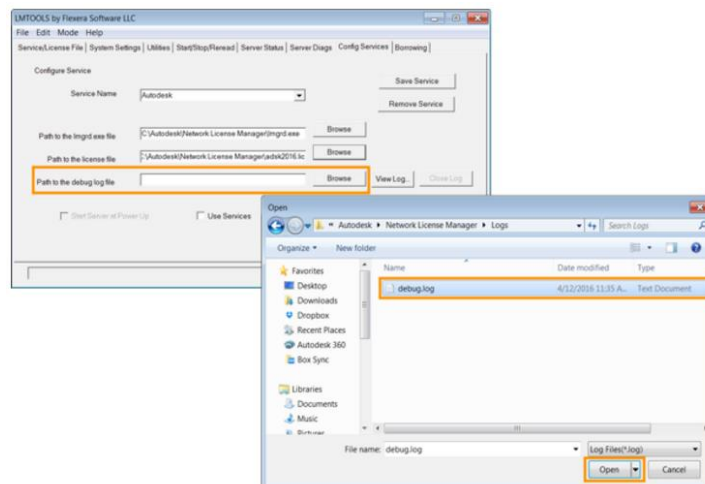 LMTOOLS by Flexera Software LLC
File Edit Mode Help
Service/License File System Settings Utilities Start/Stop/Reread Server Status Server Diags Config Services Borrowing
Configure Service
Save Service
Service Name Autodesk
Remove Service
Path to the lmgrd.exe file C:\Autodesk\Network License Manager\lmgrd.exe Browse
Path to the license file :\Autodesk\Network License Manager\adsk2016.lic Browse
Path to the debug log file Browse View Log... Close Log
Start Server at Power Up Use Services
Open
« Autodesk Network License Manager Logs Search Logs
Organize New folder
Name Date modified Type
Favorites
debug.log 4/12/2016 11:35 A... Text Document
Desktop
Downloads
Dropbox
Recent Places
Autodesk 360
Box Sync
Libraries
Documents
Music
Pictures
File name: debug.log Log Files(*.log)
Open Cancel